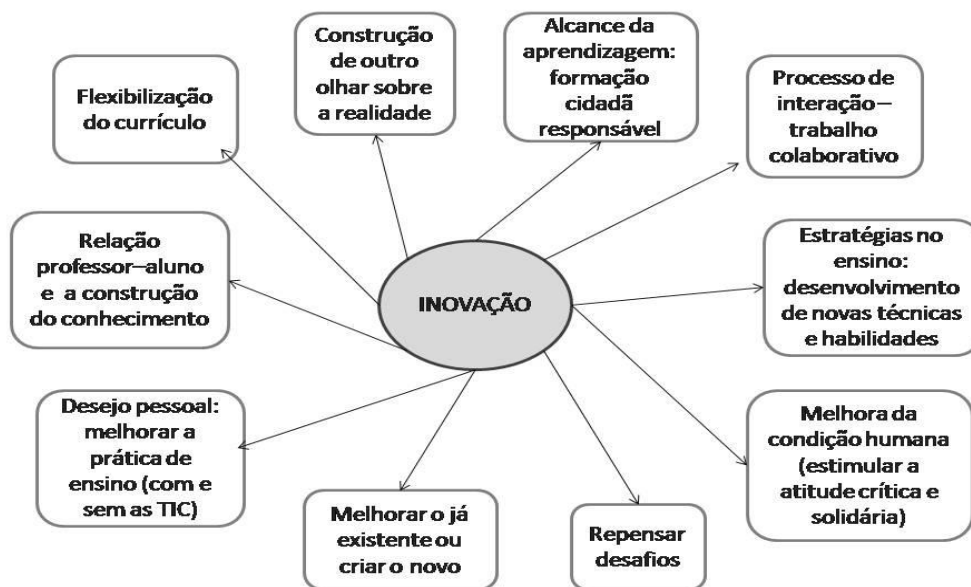 Flexibilização
do currículo
Construção
de outro
olhar sobre
a realidade
Alcance da
aprendizagem:
formação
cidadã
responsável
Processo de
interação–
trabalho
colaborativo
Relação
professor–aluno
e a construção
do conhecimento
INOVAÇÃO
Estratégias no
ensino:
desenvolvimento
de novas técnicas
e habilidades
Desejo pessoal:
melhorar a
prática de
ensino (com e
sem as TIC)
Melhorar o já
existente ou
criar o novo
Repensar
desafios
Melhora da
condição humana
(estimular a
atitude crítica e
solidária)